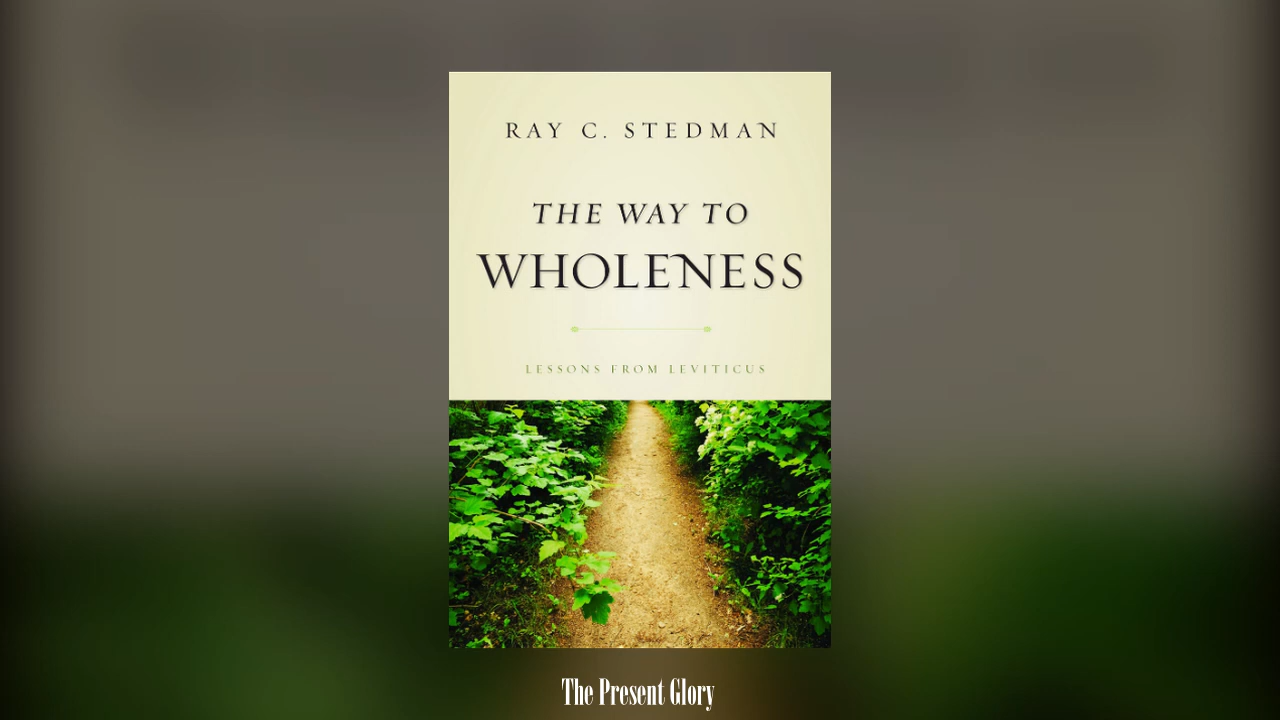 RAY C. STEDMAN
THE WAY TO
WHOLENESS
LESSONS FROM LEVITICUS
The Present Glory